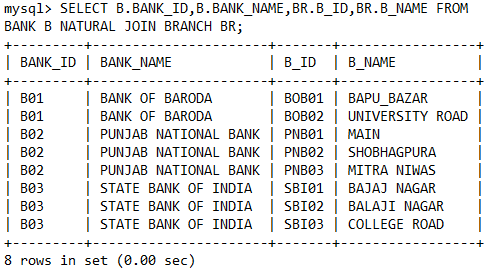 mysql> SELECT B.BANK_ID,B.BANK_NAME,BR.B_ID,BR.B_NAME FROM
BANK B NATURAL JOIN BRANCH BR;
+---------+----------------------+-------+-----------------+
| BANK_ID | BANK_NAME            | B_ID  | B_NAME          |
+---------+----------------------+-------+-----------------+
| B01     | BANK OF BARODA       | BOB01 | BAPU_BAZAR      |
| B01     | BANK OF BARODA       | BOB02 | UNIVERSITY ROAD |
| B02     | PUNJAB NATIONAL BANK | PNB01 | MAIN            |
| B02     | PUNJAB NATIONAL BANK | PNB02 | SHOBHAGPURA     |
| B02     | PUNJAB NATIONAL BANK | PNB03 | MITRA NIWAS     |
| B03     | STATE BANK OF INDIA  | SBI01 | BAJAJ NAGAR     |
| B03     | STATE BANK OF INDIA  | SBI02 | BALAJI NAGAR    |
| B03     | STATE BANK OF INDIA  | SBI03 | COLLEGE ROAD    |
+---------+----------------------+-------+-----------------+
8 rows in set (0.00 sec)